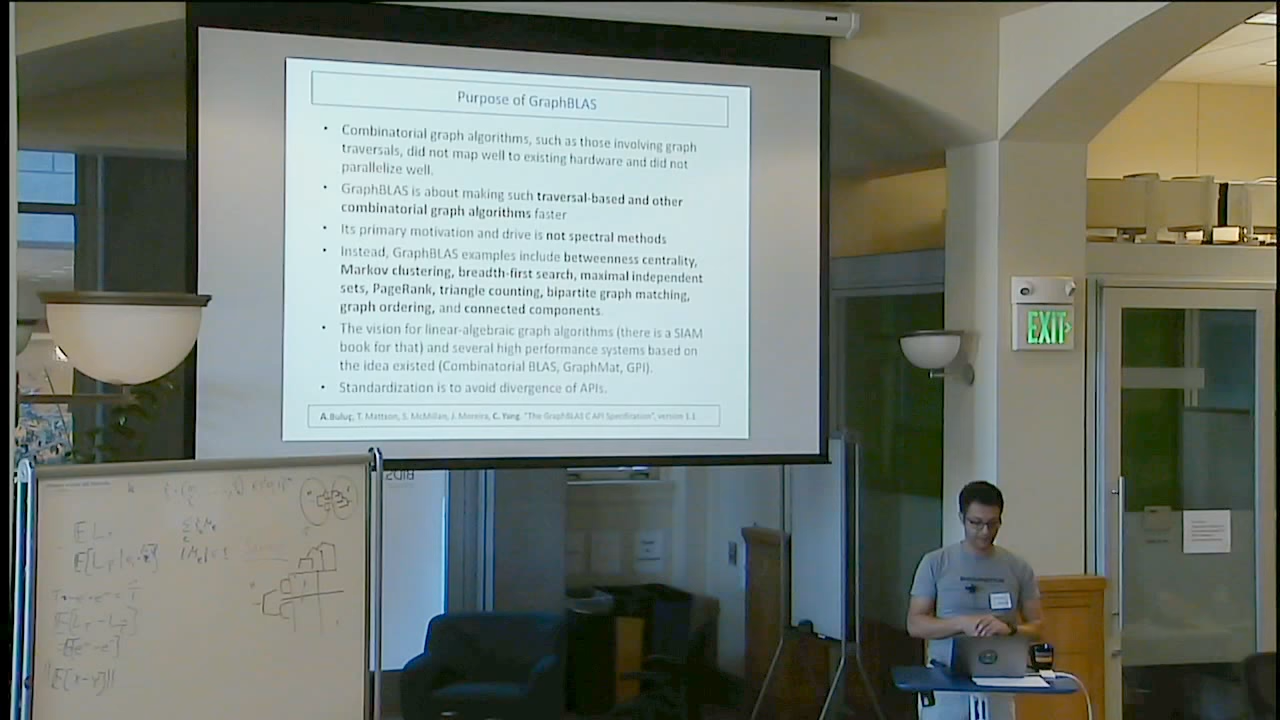 Purpose of GraphBLAS
• Combinatorial graph algorithms, such as those involving graph
traversals, did not map well to existing hardware and did not
parallelize well.
• GraphBLAS is about making such traversal-based and other
combinatorial graph algorithms faster
• Its primary motivation and drive is not spectral methods
• Instead, GraphBLAS examples include betweenness centrality,
Markov clustering, breadth-first search, maximal independent
sets, PageRank, triangle counting, bipartite graph matching,
graph ordering, and connected components.
• The vision for linear-algebraic graph algorithms (there is a SIAM
book for that) and several high performance systems based on
the idea existed (Combinatorial BLAS, GraphMat, GPI).
• Standardization is to avoid divergence of APIs.
A.Buluç, T. Mattson, S. McMillan, J. Moreira, C. Yang. "The GraphBLAS C API Specification", version 1.1
EXIT